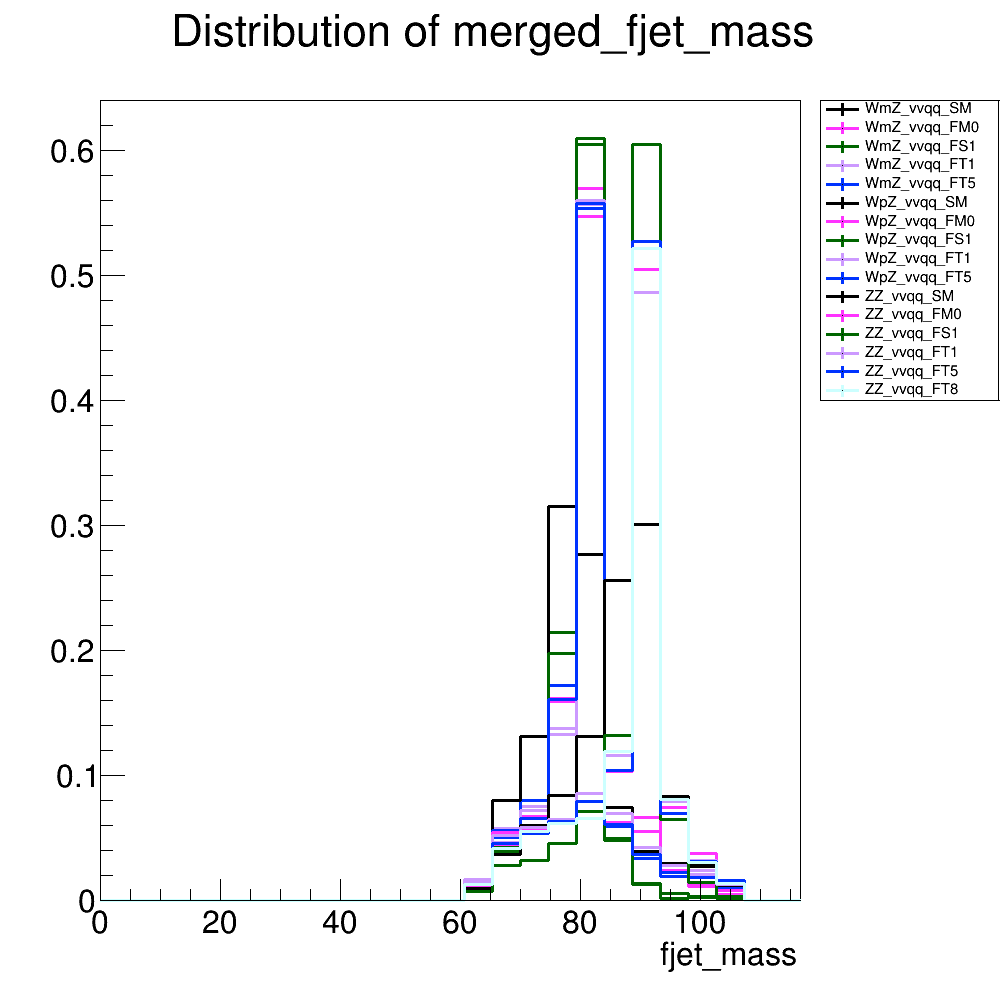 Distribution of merged_fjet_mass
WmZ_vvqq_SM
WmZ_vvqq_FM0
WmZ_vvqq_FS1
WmZ_vvqq_FT1
WmZ_vvqq_FT5
WpZ_vvqq_SM
WpZ_vvqq_FM0
WpZ_vvqq_FS1
WpZ_vvqq_FT1
WpZ_vvqq_FT5
ZZ_vvqq_SM
ZZ_vvqq_FM0
ZZ_vvqq_FS1
ZZ_vvqq_FT1
ZZ_vvqq_FT5
ZZ_vvqq_FT8
0.6
0.5
0.4
0.3
0.2
0.1
0
0 20 40 60 80 100
fjet_mass